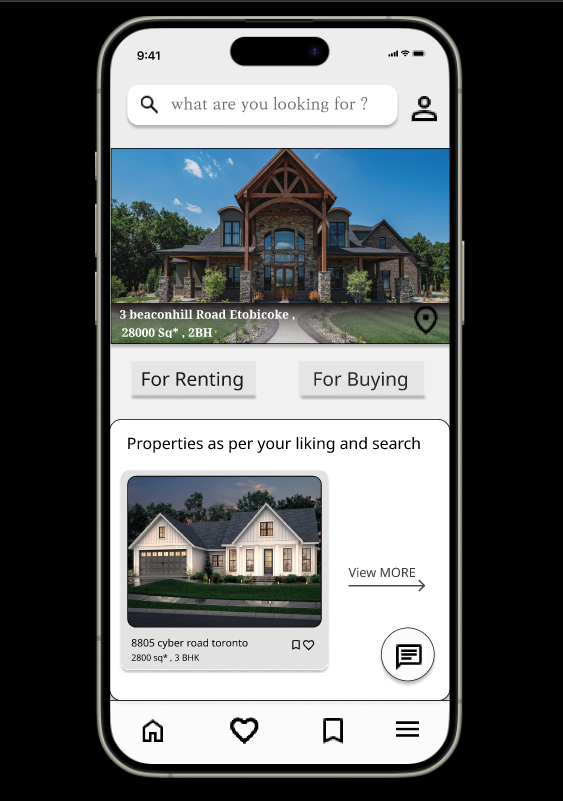 9:41
what are you looking for ?
3 beaconhill Road Etobicoke ,
28000 Sq* , 2BH
For Renting
For Buying
Properties as per your liking and search
View MORE
8805 cyber road toronto
2800 sq* , 3 BHK